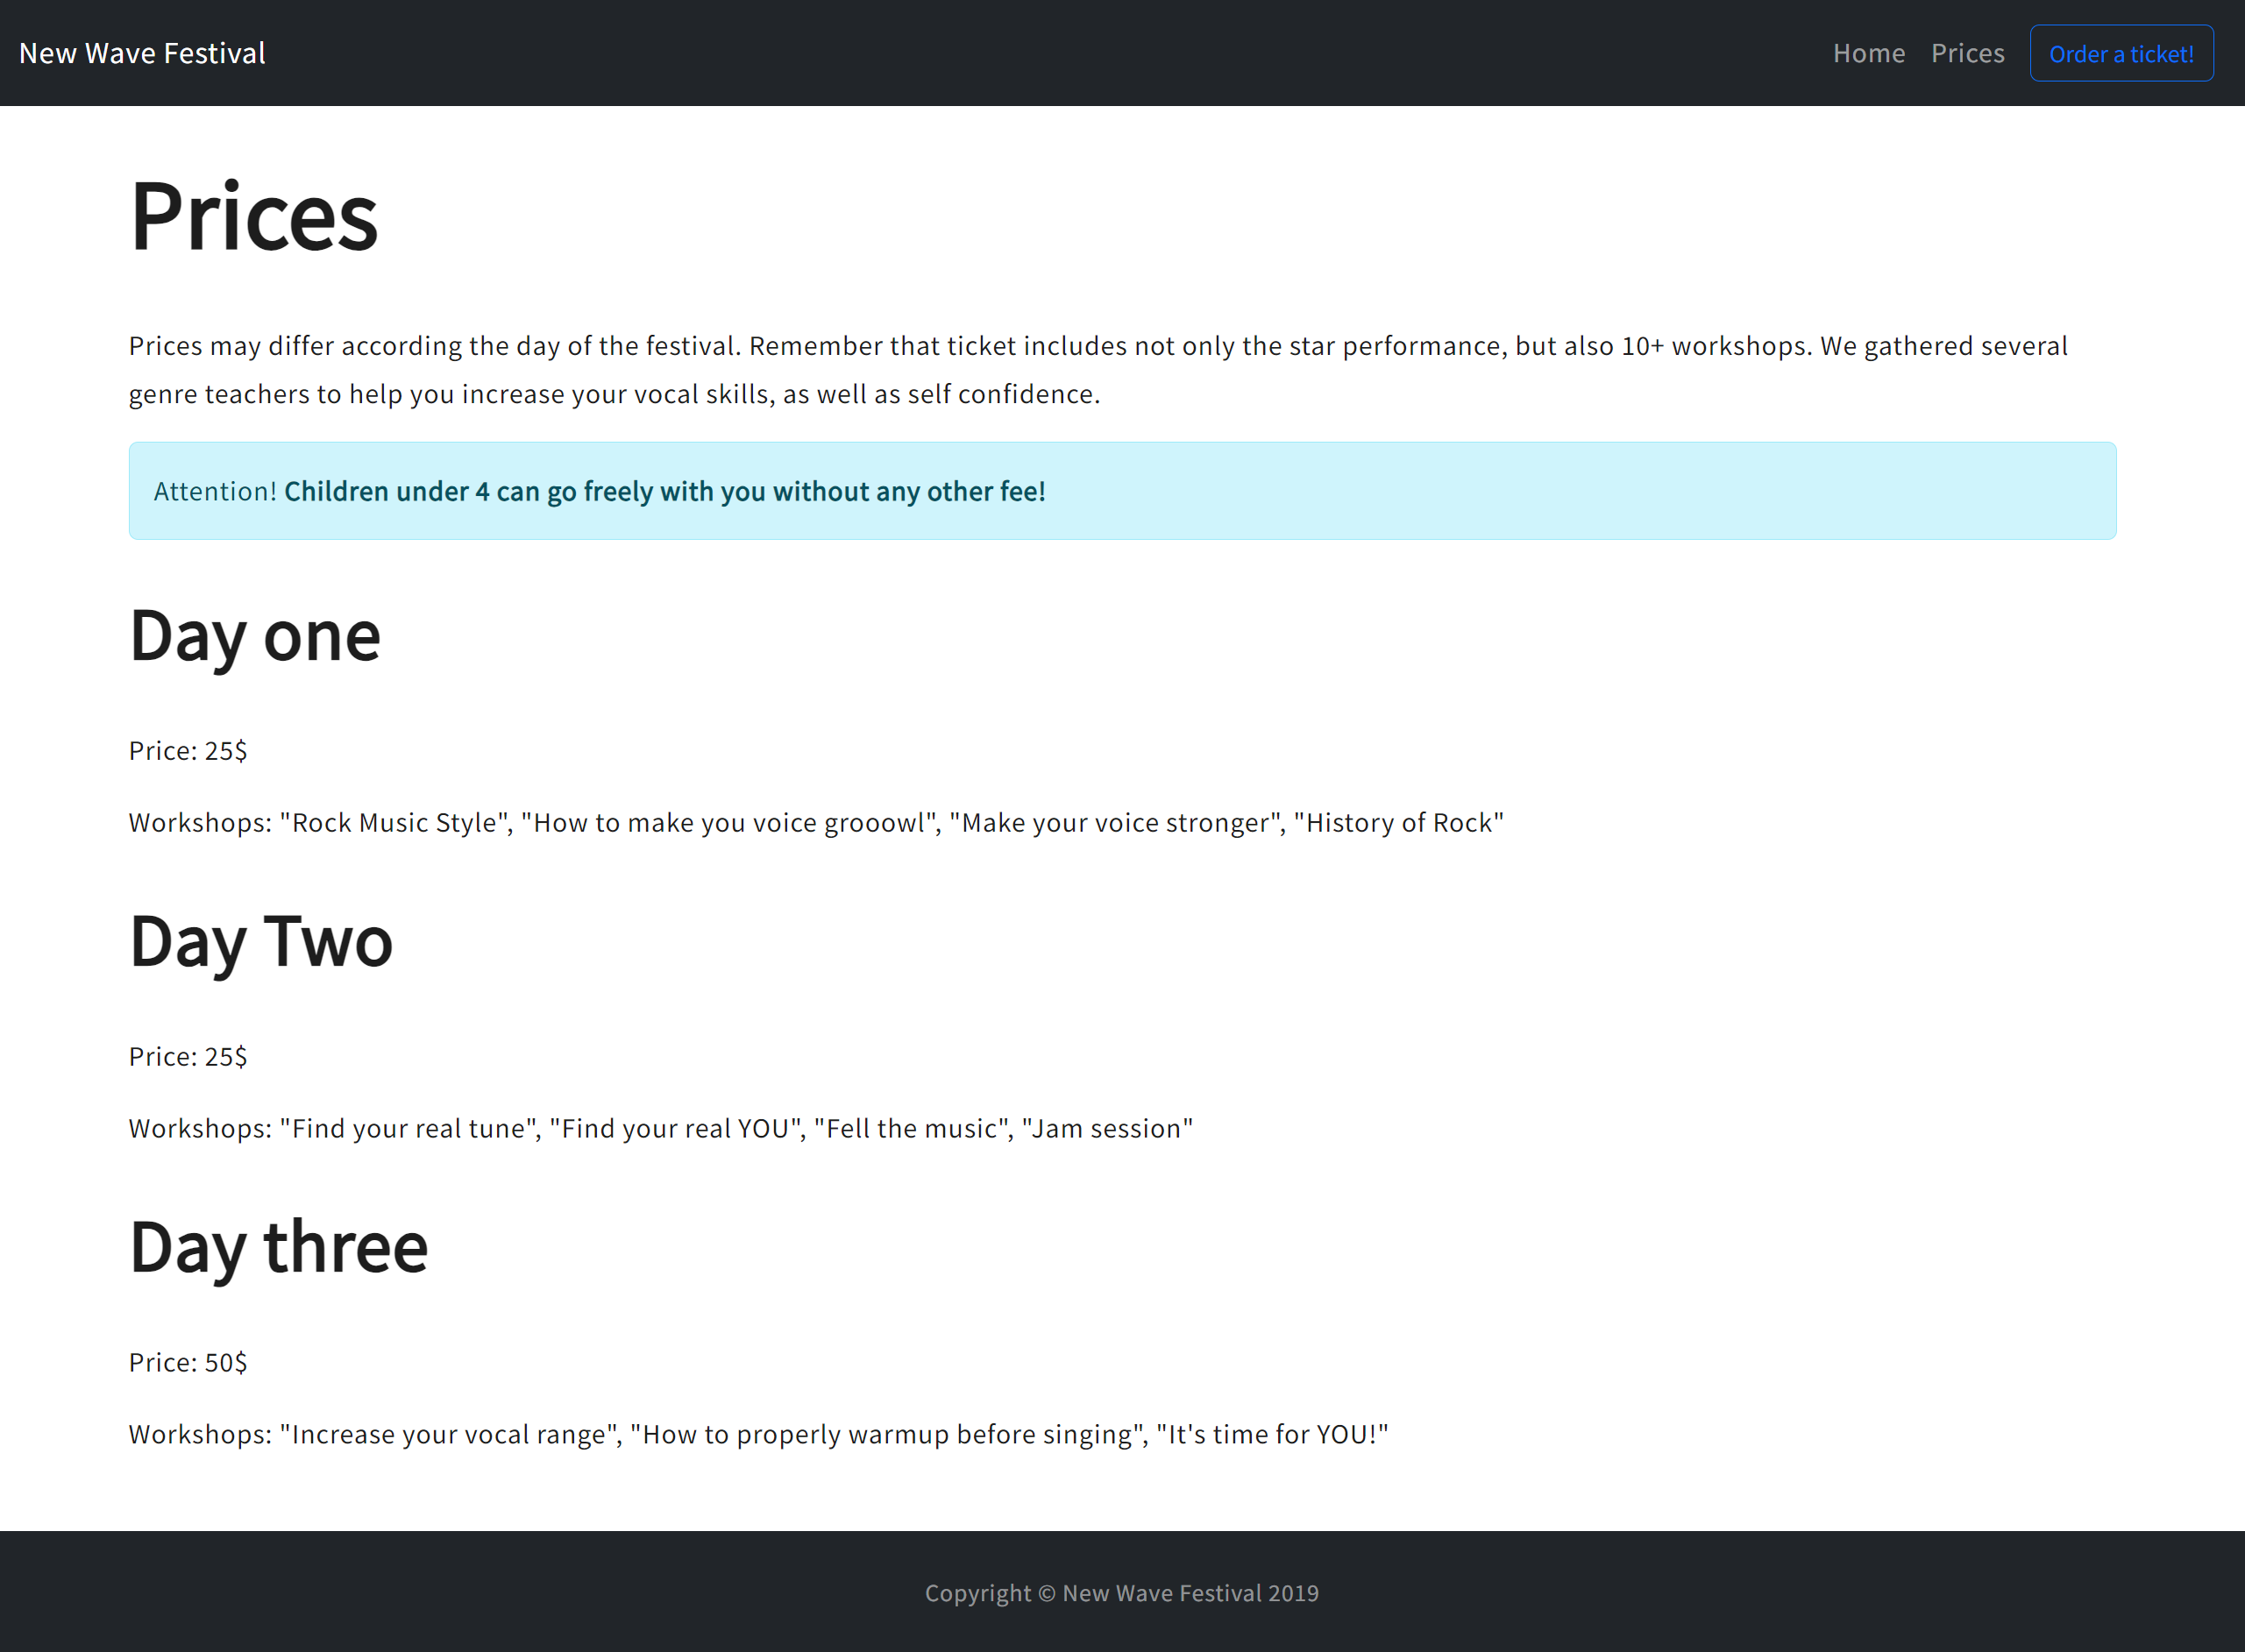 New Wave Festival
Home Prices Order a ticket!
Prices
Prices may differ according the day of the festival. Remember that ticket includes not only the star performance, but also 10+ workshops. We gathered several
genre teachers to help you increase your vocal skills, as well as self confidence.
Attention! Children under 4 can go freely with you without any other fee!
Day one
Price: 25$
Workshops: "Rock Music Style", "How to make you voice grooowl", "Make your voice stronger", "History of Rock"
Day Two
Price: 25$
Workshops: "Find your real tune", "Find your real YOU", "Fell the music", "Jam session"
Day three
Price: 50$
Workshops: "Increase your vocal range", "How to properly warmup before singing", "It's time for YOU!"
Copyright © New Wave Festival 2019